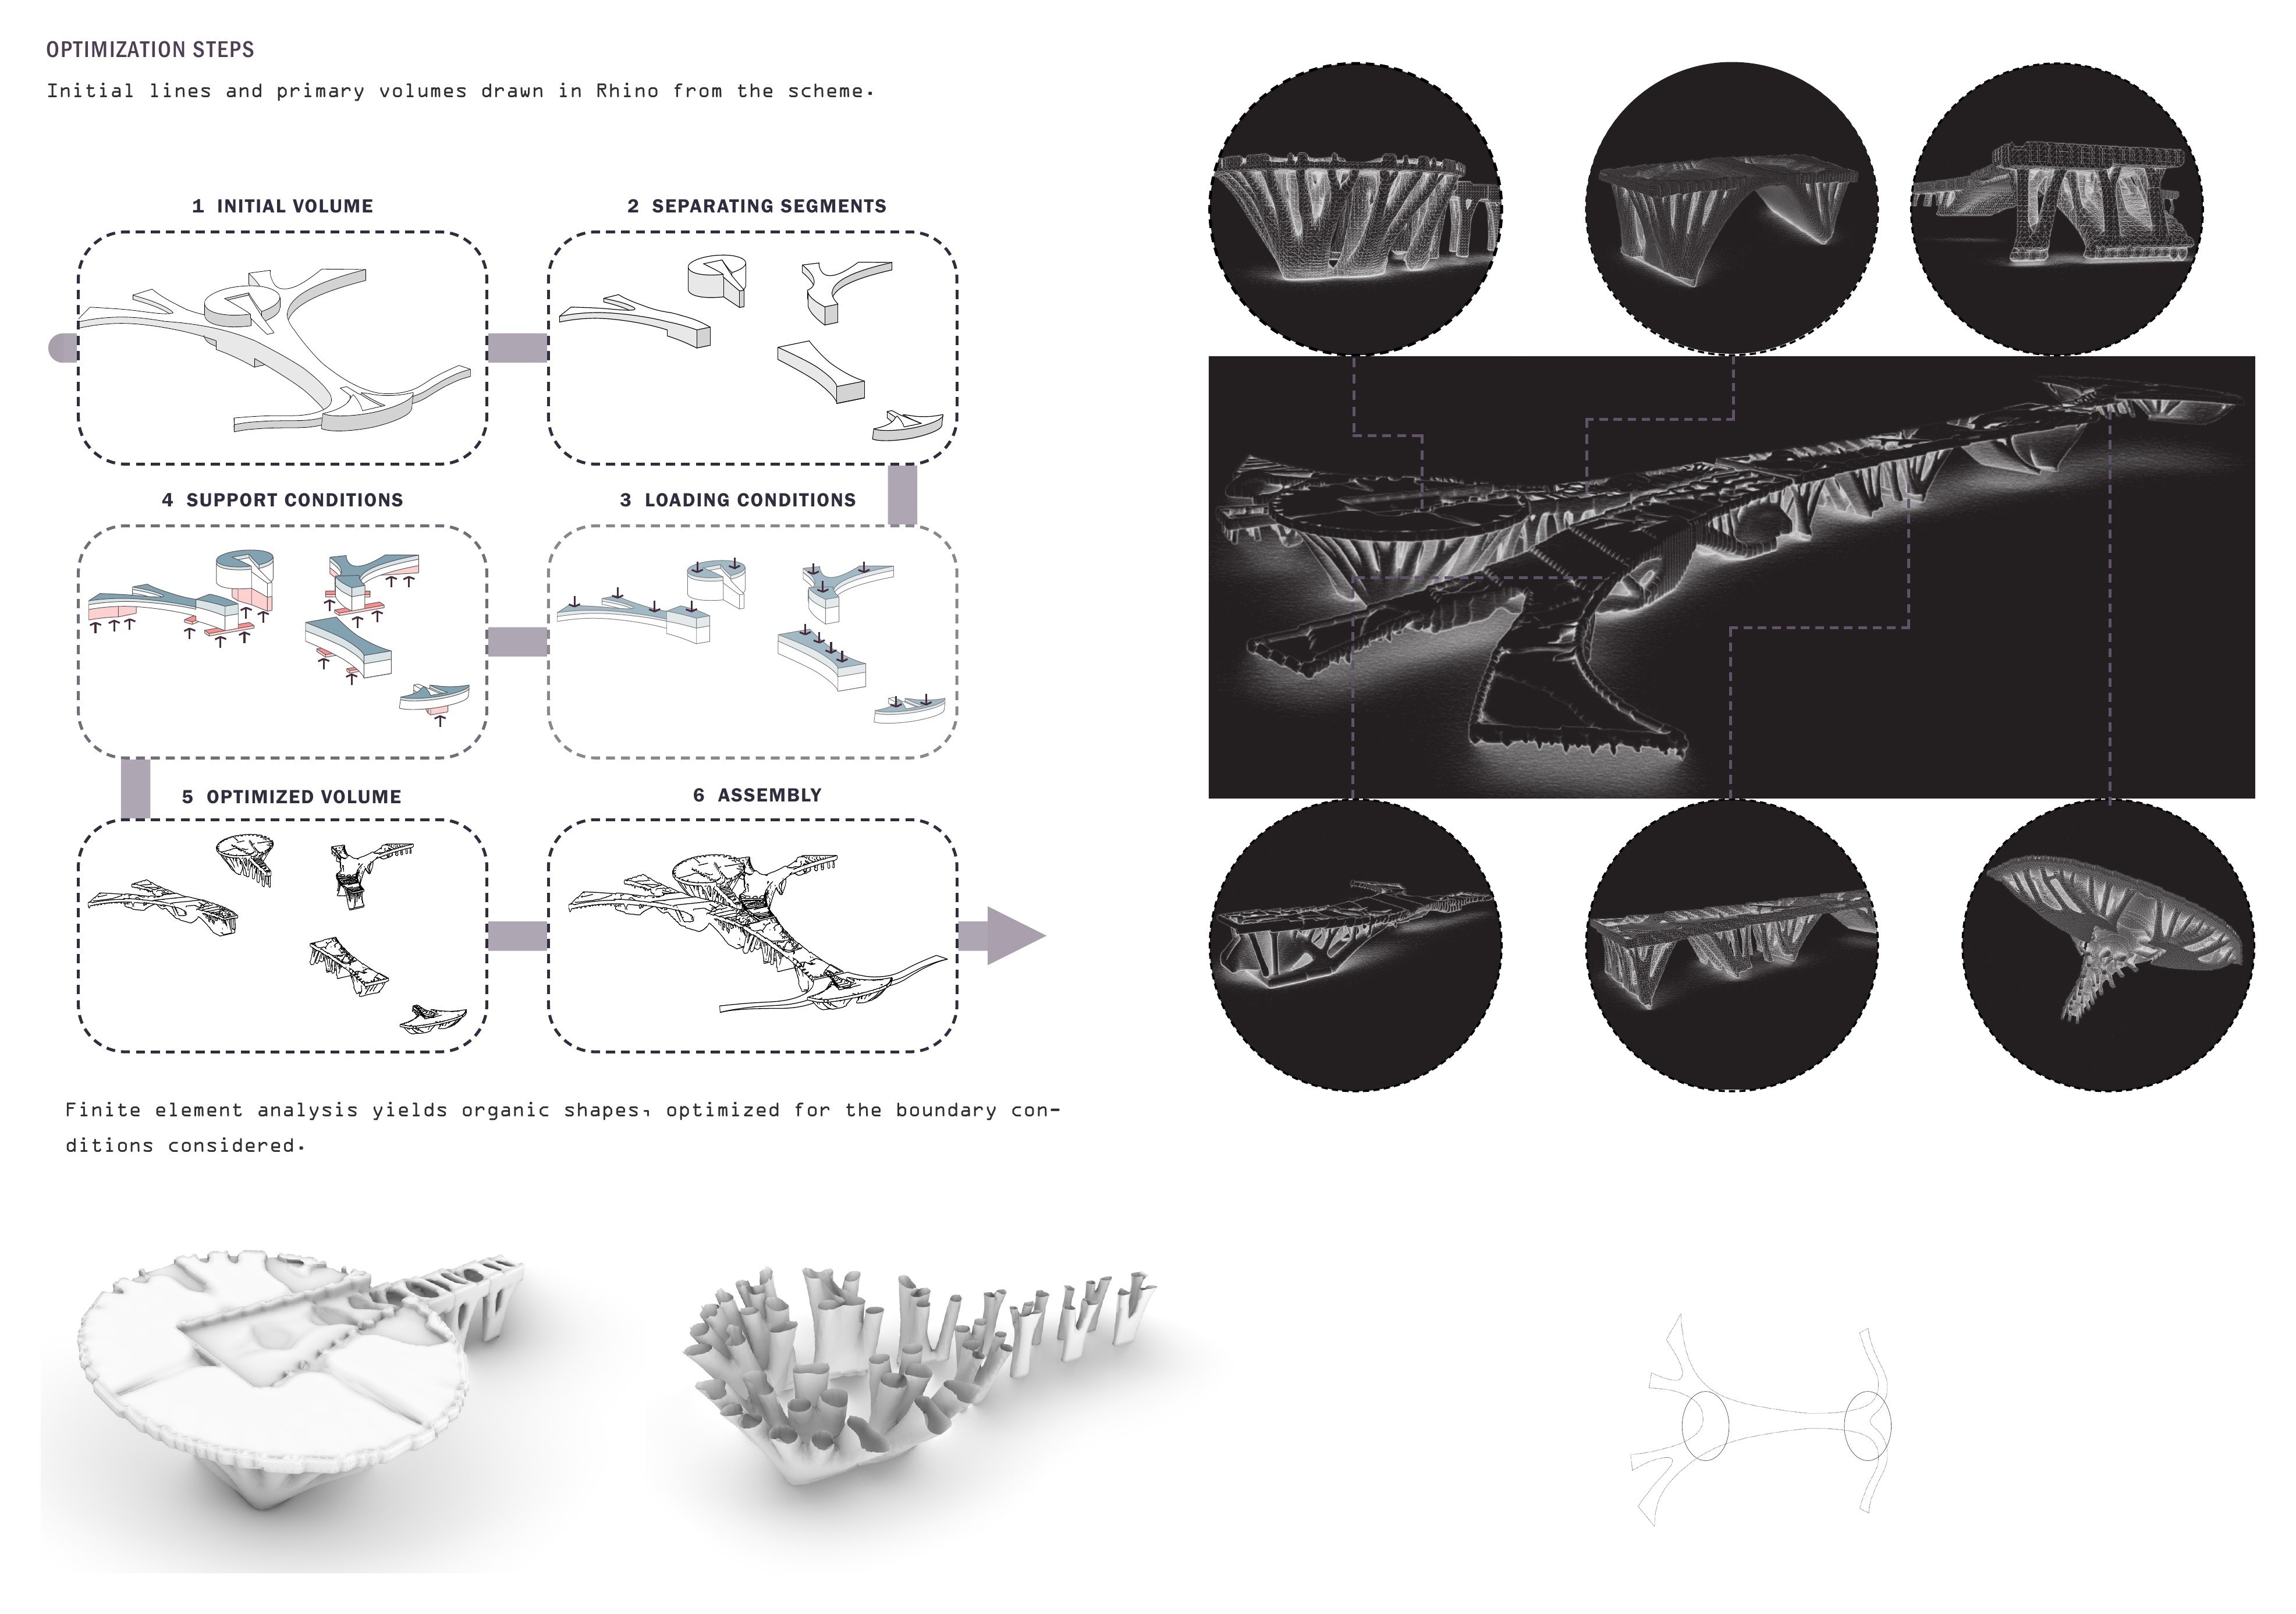 OPTIMIZATION STEPS
Initial lines and primary volumes drawn in Rhino from the scheme.
1 INITIAL VOLUME
2 SEPARATING SEGMENTS
4 SUPPORT CONDITIONS
3 LOADING CONDITIONS
5 OPTIMIZED VOLUME
6 ASSEMBLY
Finite element analysis yields organic shapes, optimized for the boundary con-
ditions considered.